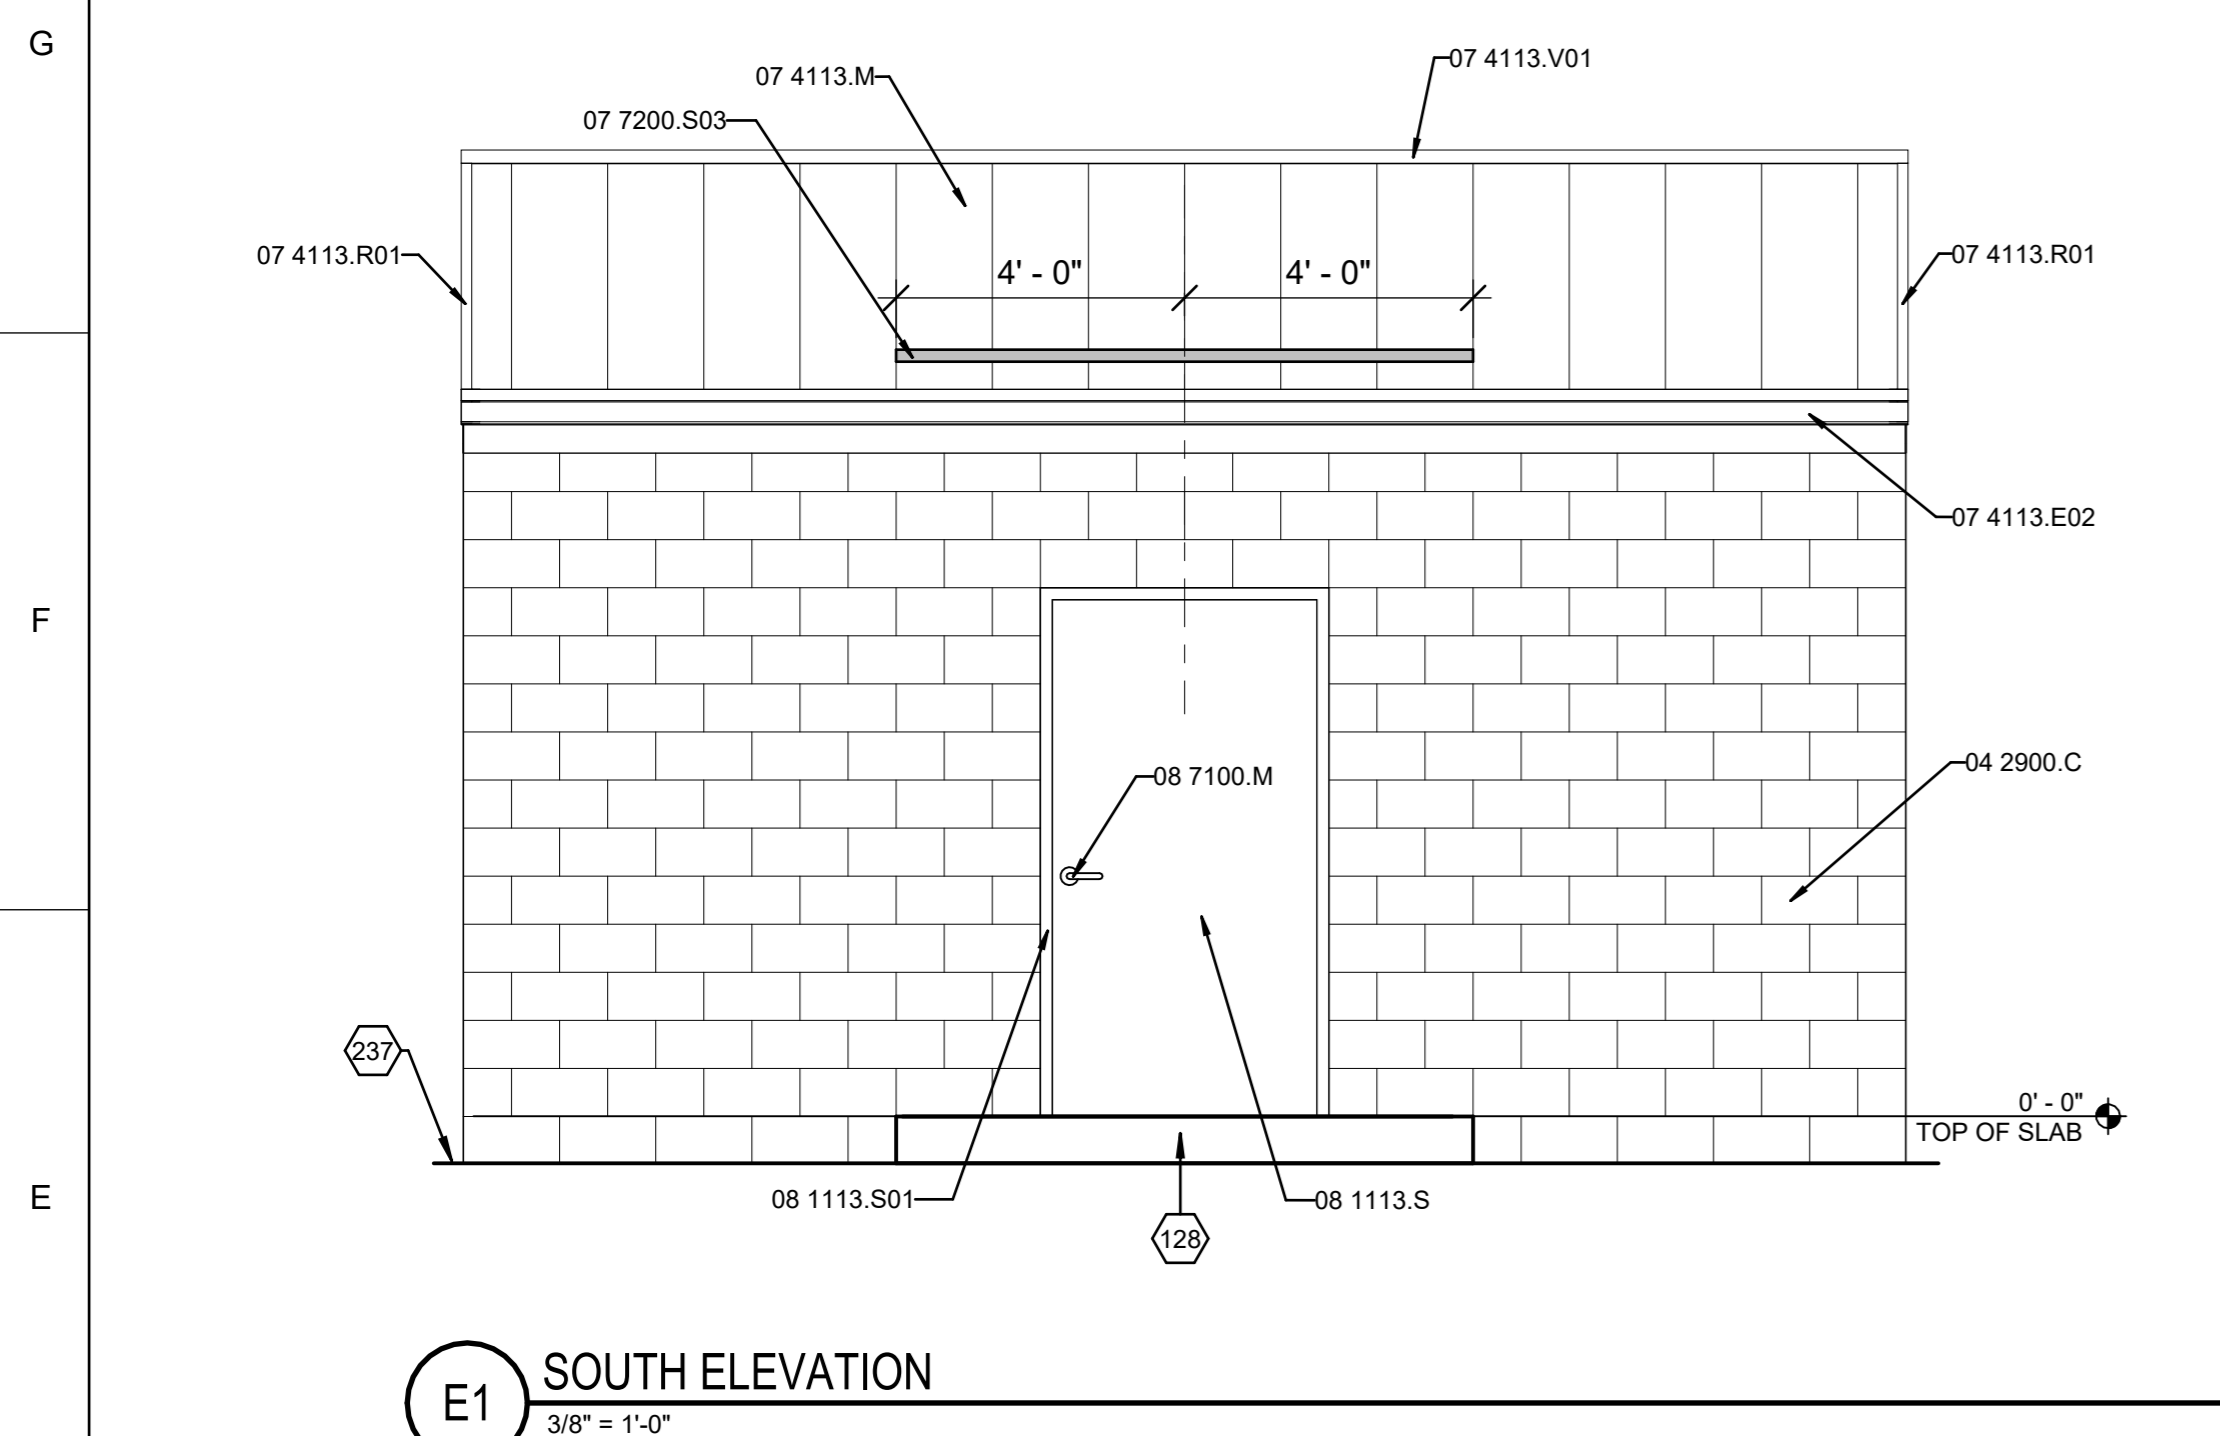 G
07 4113.V01
07 4113.M
07 7200.S03
07 4113.R01
07 4113.R01
4' - 0"
4' - 0"
07 4113.E02
F
04 2900.C
08 7100.M
237
0' - 0"
TOP OF SLAB
E
08 1113.S01
08 1113.S
128
E1
SOUTH ELEVATION
3/8" = 1'-0"